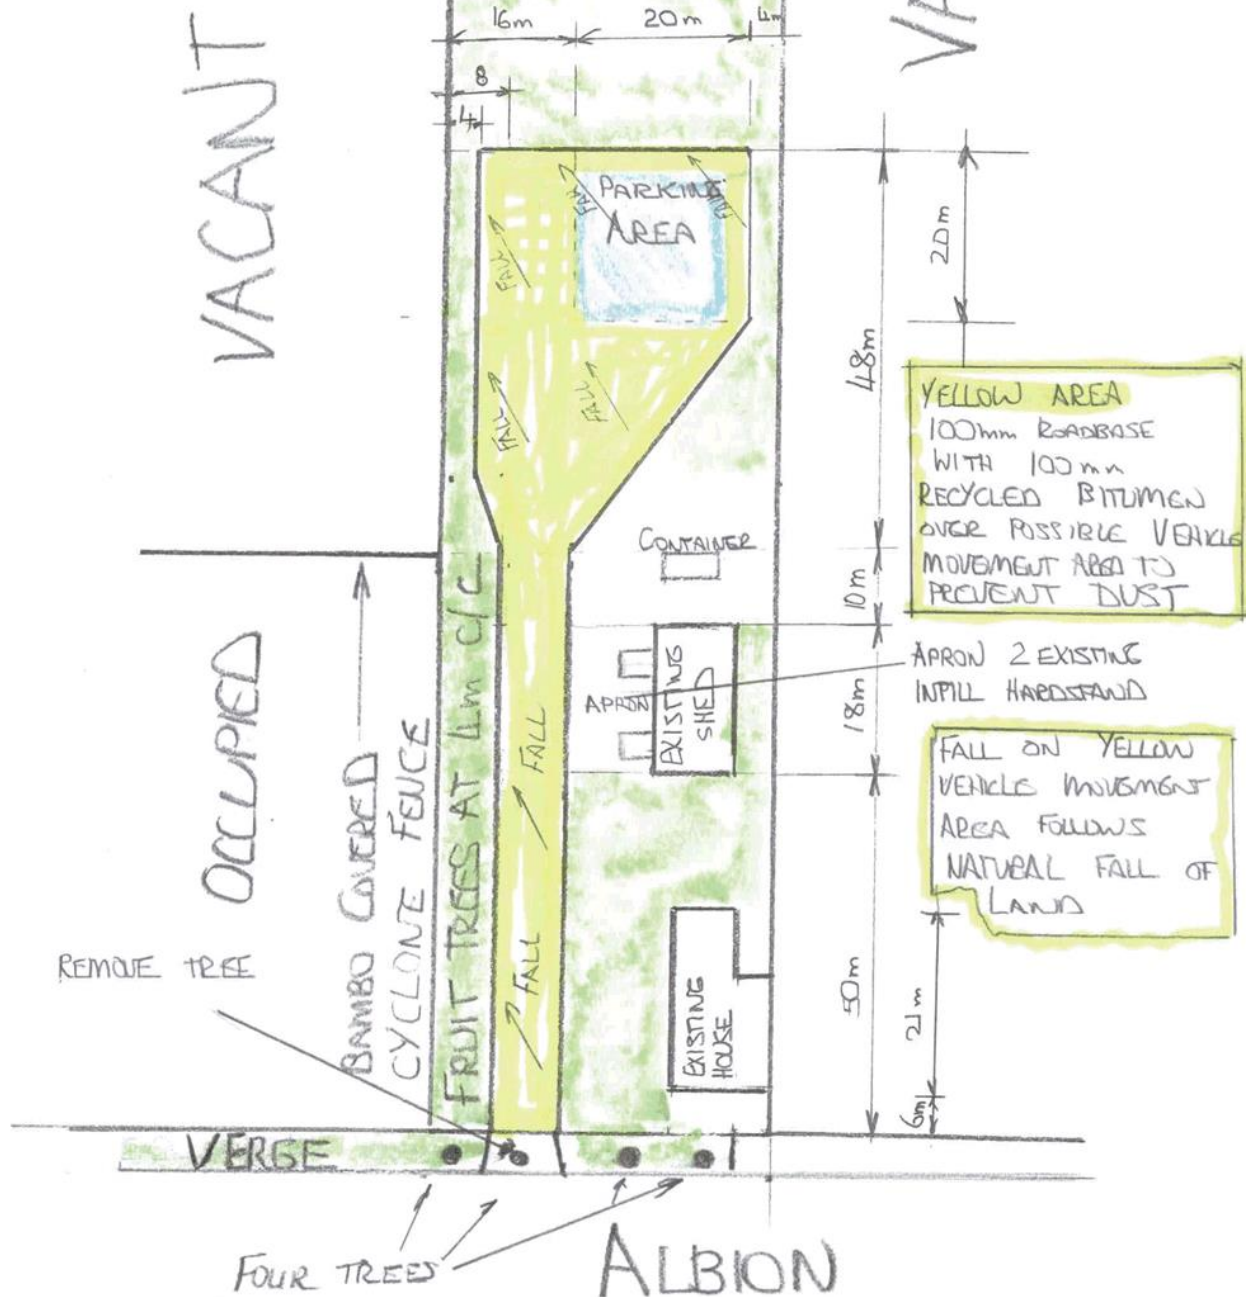 16m
20m
4m
VACANT
VA
8
4
PARKING
AREA
FALL
FALL
FALL
FALL
FALL
20m
48m
YELLOW AREA
100mm ROADBASE
WITH 100mm
RECYCLED BITUMEN
OVER POSSIBLE VEHICLE
MOVEMENT AREA TO
PREVENT DUST
CONTAINER
10m
APRON 2 EXISTING
INFILL HARDSTAND
APRON
EXISTING
SHED
18m
OCCUPIED
BAMBO COVERED
CYCLONE FENCE
FRUIT TREES AT 4m C/C
FALL
FALL
FALL ON YELLOW
VEHICLE MOVEMENT
AREA FOLLOWS
NATURAL FALL OF
LAND
REMOVE TREE
EXISTING
HOUSE
50m
21m
6m
VERGE
FOUR TREES
ALBION